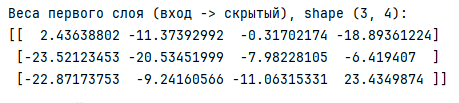 Веса первого слоя (вход -> скрытый), shape (3, 4):
[[  2.43638802 -11.37392992  -0.31702174 -18.89361224]
 [-23.52123453 -20.53451999  -7.98228105  -6.419407  ]
 [-22.87173753  -9.24160566 -11.06315331  23.4349874 ]]